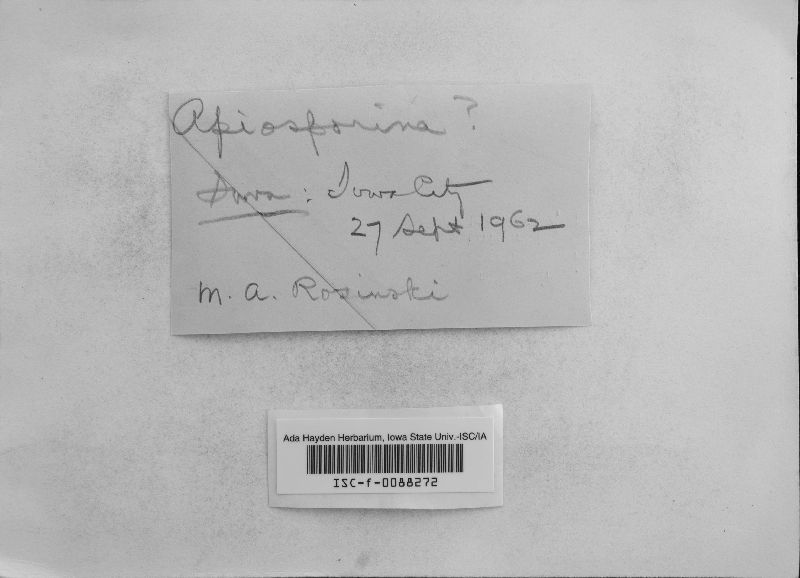 Apiosporina ?
Iowa : Iowa City
27 Sept 1962
M. A. Rosinski
Ada Hayden Herbarium, Iowa State Univ.-ISC/IA
ISC-f-0088272